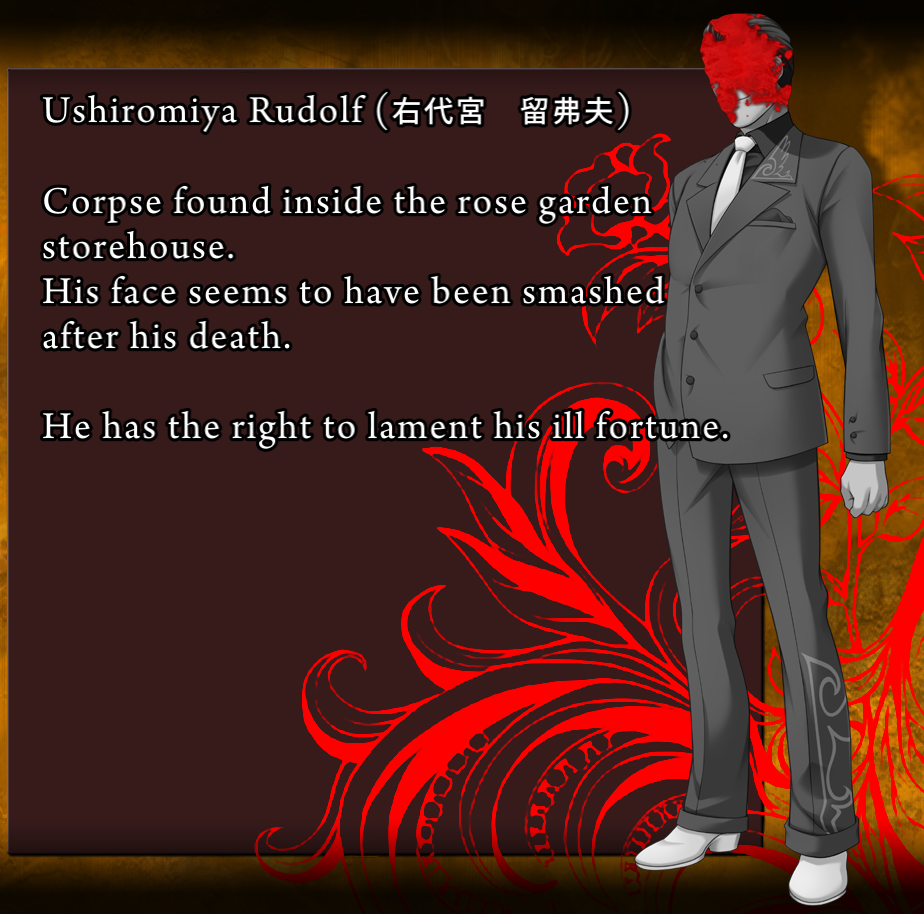 Ushiromiya Rudolf (右代宮　留弗夫)
Corpse found inside the rose garden
storehouse.
His face seems to have been smashed
after his death.
He has the right to lament his ill fortune.